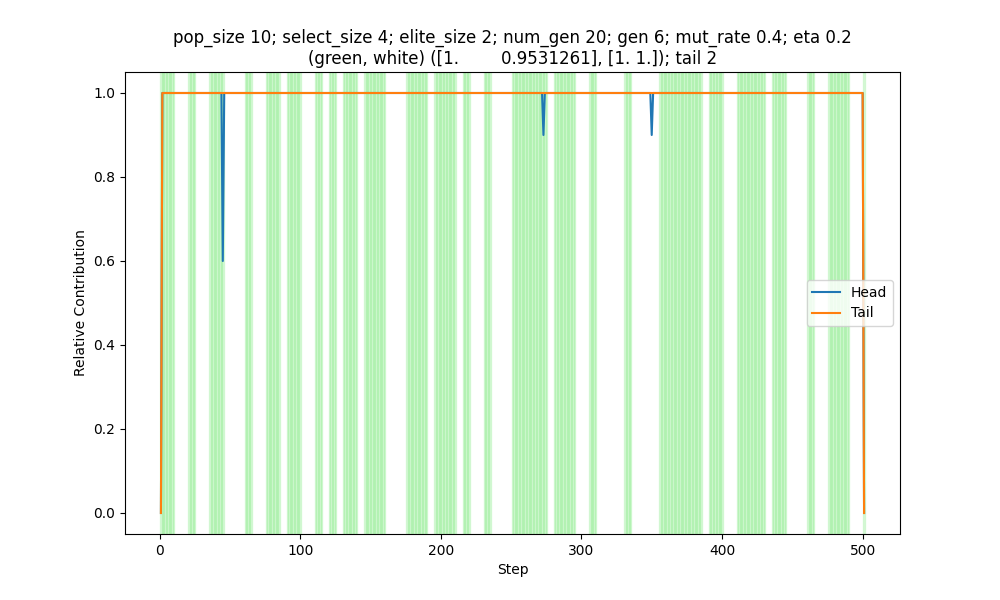 pop_size 10; select_size 4; elite_size 2; num_gen 20; gen 6; mut_rate 0.4; eta 0.2
(green, white) ([1. 0.9531261], [1. 1.]); tail 2
1.0
0.8
0.6
0.4
0.2
0.0
Relative Contribution
Head
Tail
0
100
200
300
400
500
Step